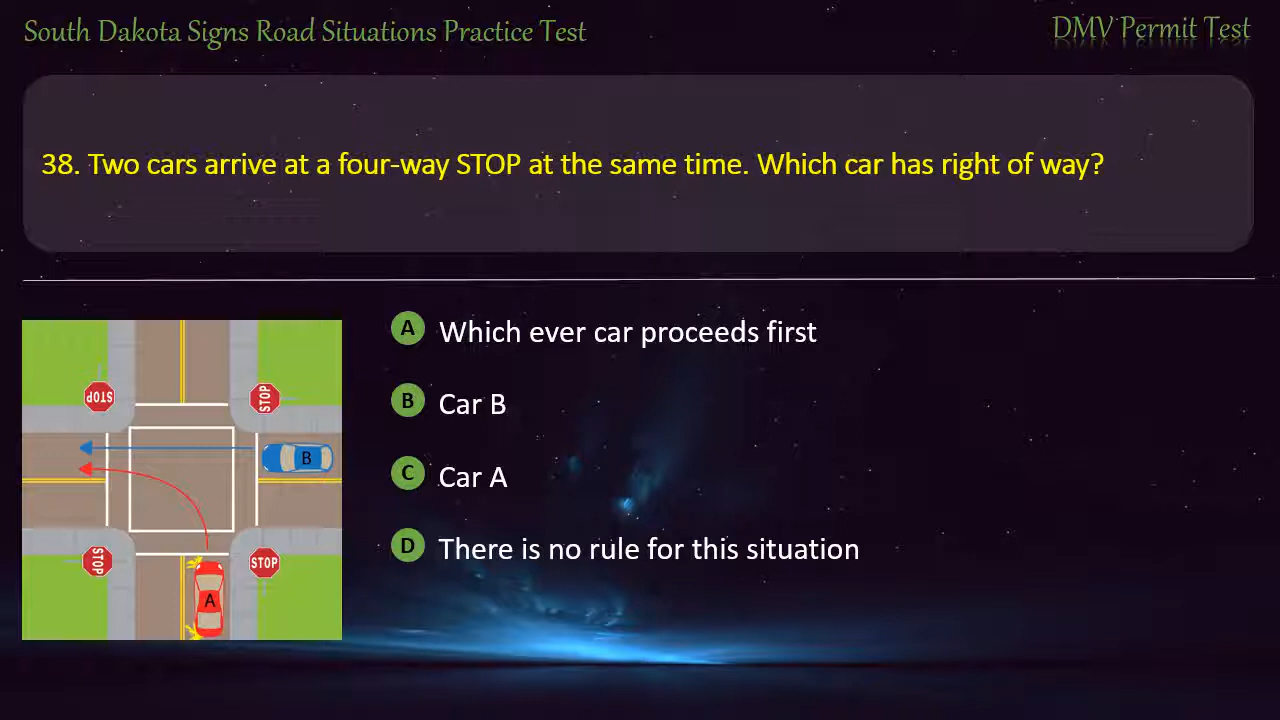 South Dakota Signs Road Situations Practice Test
DMV Permit Test
38. Two cars arrive at a four-way STOP at the same time. Which car has right of way?
A Which ever car proceeds first
B Car B
C Car A
D There is no rule for this situation
STOP
STOP
B
STOP
STOP
A